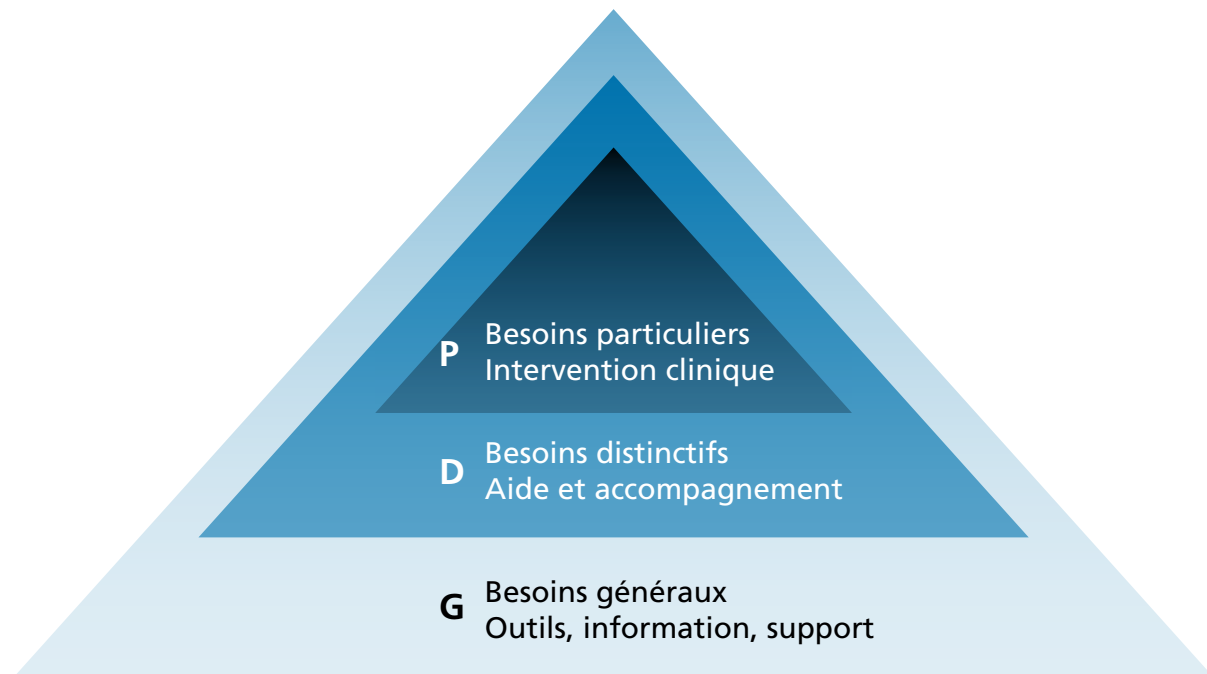 P
Besoins particuliers
Intervention clinique
D
Besoins distinctifs
Aide et accompagnement
G
Besoins généraux
Outils, information, support